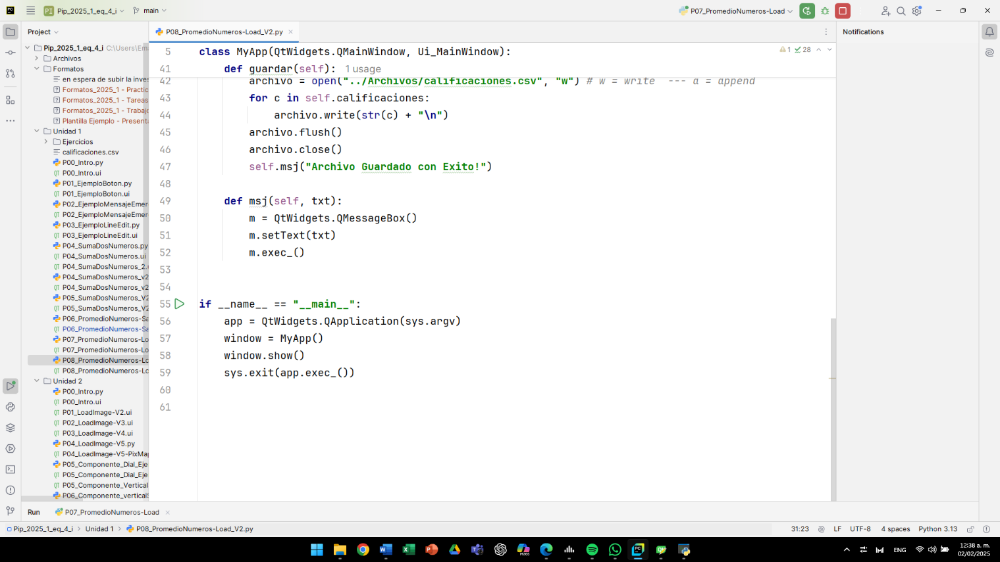 PC
PI Pip_2025_1_eq_4_i
main
P07_PromedioNumeros-Load
Project
P08_PromedioNumeros-Load_V2.py
Notifications
Pip_2025_1_eq_4_i C:\Users\Ema
Archivos
Formatos
en espera de subir la inves
Formatos_2025_1 - Practic
Formatos_2025_1 - Tareas
Formatos_2025_1 - Trabajo
Plantilla Ejemplo - Presenta
Unidad 1
Ejercicios
calificaciones.csv
P00_Intro.py
P00_Intro.ui
P01_EjemploBoton.py
P01_EjemploBoton.ui
P02_EjemploMensajeEmer
P02_EjemploMensajeEmer
P03_EjemploLineEdit.py
P03_EjemploLineEdit.ui
P04_SumaDosNumeros.py
P04_SumaDosNumeros.ui
P04_SumaDosNumeros_2.u
P04_SumaDosNumeros_v2
P04_SumaDosNumeros_v2
P05_SumaDosNumeros_V2
P05_SumaDosNumeros_V2
P06_PromedioNumeros-Sa
P06_PromedioNumeros-Sa
P07_PromedioNumeros-Lo
P07_PromedioNumeros-Lo
P08_PromedioNumeros-Lo
P08_PromedioNumeros-Lo
Unidad 2
P00_Intro.py
P00_Intro.ui
P01_LoadImage-V2.ui
P02_LoadImage-V3.ui
P03_LoadImage-V4.ui
P04_LoadImage-V5.py
P04_LoadImage-V5-PixMap
P05_Componente_Dial_Eje
P05_Componente_Dial_Eje
P05_Componente_Vertical
P06_Componente_verticalS
5 class MyApp(QtWidgets.QMainWindow, Ui_MainWindow):
1 28
41 def guardar(self): 1 usage
42 archivo = open("../Archivos/calificaciones.csv", "w") # w = write --- a = append
43 for c in self.calificaciones:
44 archivo.write(str(c) + "\n")
45 archivo.flush()
46 archivo.close()
47 self.msj("Archivo Guardado con Exito!")
48
49 def msj(self, txt):
50 m = QtWidgets.QMessageBox()
51 m.setText(txt)
52 m.exec_()
53
54
55 if __name__ == "__main__":
56 app = QtWidgets.QApplication(sys.argv)
57 window = MyApp()
58 window.show()
59 sys.exit(app.exec_())
60
61
Run P07_PromedioNumeros-Load
Pip_2025_1_eq_4_i > Unidad 1 > P08_PromedioNumeros-Load_V2.py
31:23 LF UTF-8 4 spaces Python 3.13
M365
ENG
12:38 a. m.
02/02/2025